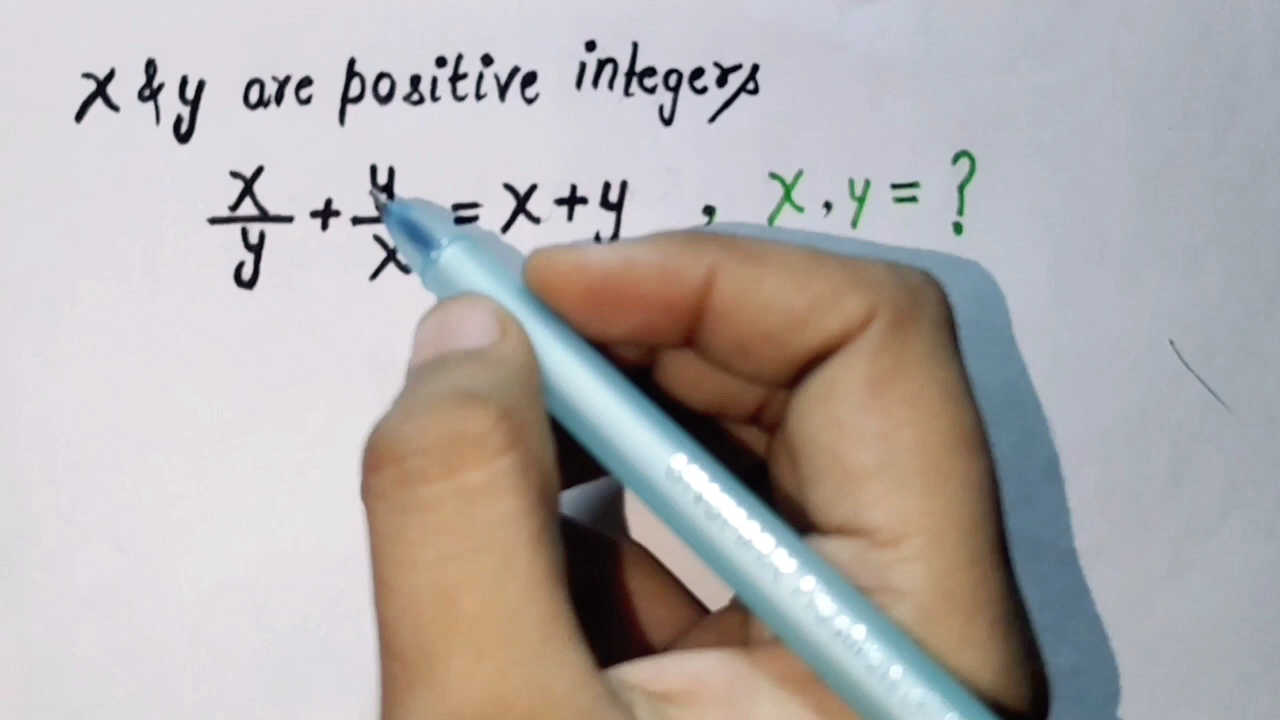 x & y are positive integers
x/y + y/x = x + y , x, y = ?